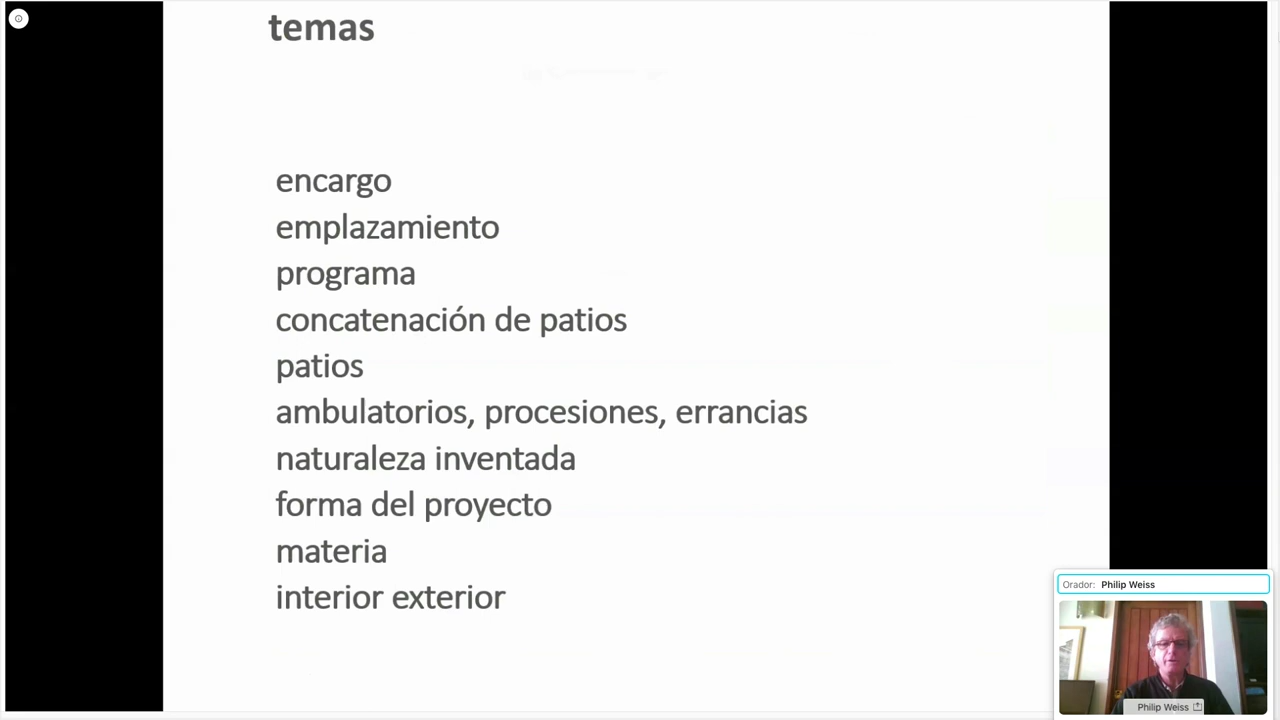 temas
encargo
emplazamiento
programa
concatenación de patios
patios
ambulatorios, procesiones, errancias
naturaleza inventada
forma del proyecto
materia
interior exterior
Orador: Philip Weiss
Philip Weiss